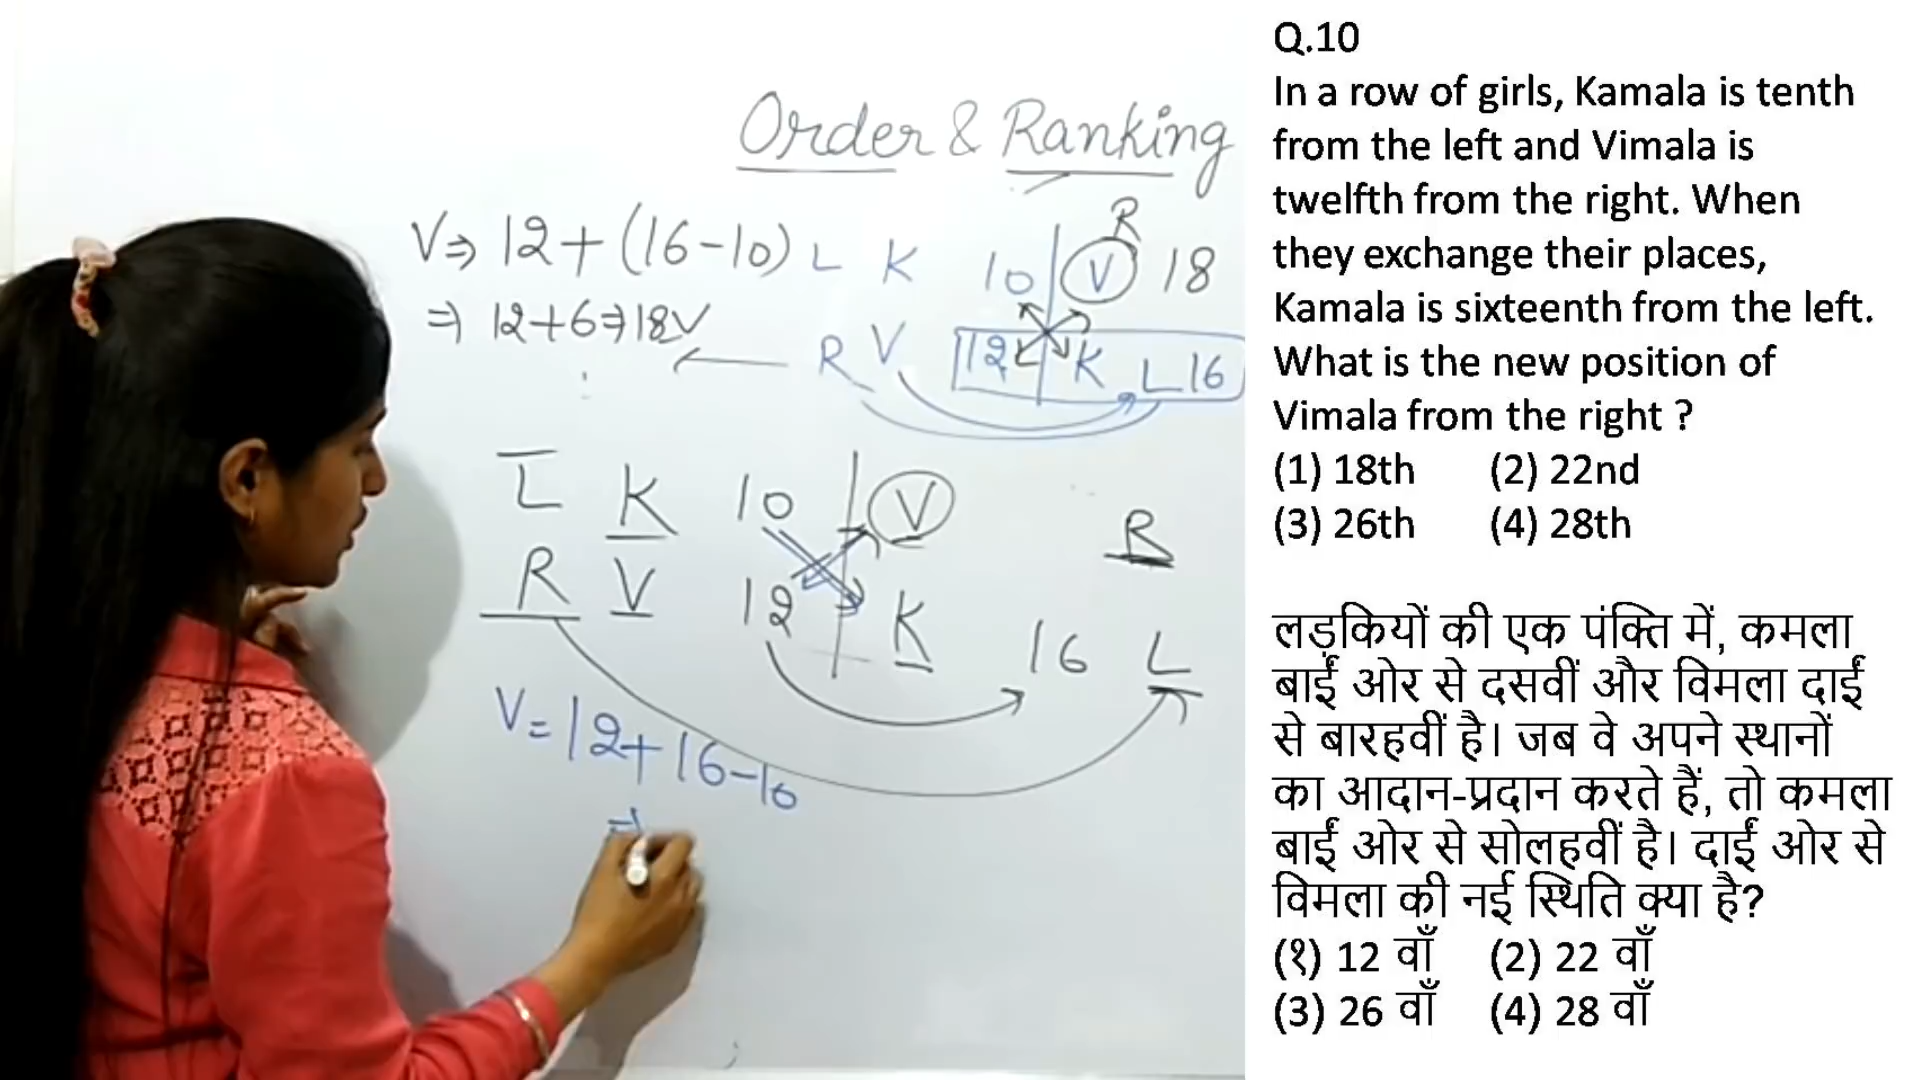 Order & Ranking
V⇒ 12+(16-10) L K 10 V R 18
⇒ 12+6⇒18V
R V 12 K L 16
L K 10 V R
R V 12 K 16 L
V=12+16-10
⇒
Q.10
In a row of girls, Kamala is tenth
from the left and Vimala is
twelfth from the right. When
they exchange their places,
Kamala is sixteenth from the left.
What is the new position of
Vimala from the right ?
(1) 18th (2) 22nd
(3) 26th (4) 28th
लड़कियों की एक पंक्ति में, कमला
बाईं ओर से दसवीं और विमला दाईं
से बारहवीं है। जब वे अपने स्थानों
का आदान-प्रदान करते हैं, तो कमला
बाईं ओर से सोलहवीं है। दाईं ओर से
विमला की नई स्थिति क्या है?
(१) 12 वाँ (2) 22 वाँ
(3) 26 वाँ (4) 28 वाँ